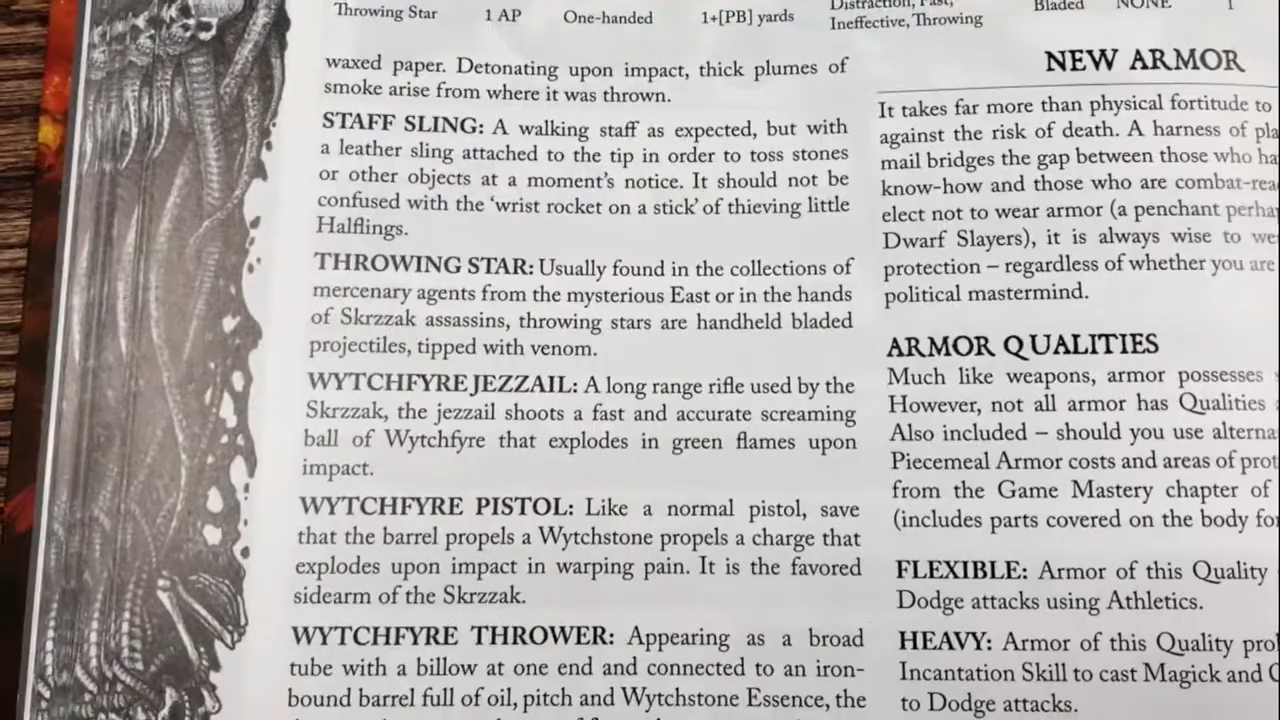 Throwing Star 1 AP One-handed 1+[PB] yards Distraction, Fast, Ineffective, Throwing Bladed NONE 1
waxed paper. Detonating upon impact, thick plumes of
smoke arise from where it was thrown.
STAFF SLING: A walking staff as expected, but with
a leather sling attached to the tip in order to toss stones
or other objects at a moment's notice. It should not be
confused with the 'wrist rocket on a stick' of thieving little
Halflings.
THROWING STAR: Usually found in the collections of
mercenary agents from the mysterious East or in the hands
of Skrzzak assassins, throwing stars are handheld bladed
projectiles, tipped with venom.
WYTCHFYRE JEZZAIL: A long range rifle used by the
Skrzzak, the jezzail shoots a fast and accurate screaming
ball of Wytchfyre that explodes in green flames upon
impact.
WYTCHFYRE PISTOL: Like a normal pistol, save
that the barrel propels a Wytchstone propels a charge that
explodes upon impact in warping pain. It is the favored
sidearm of the Skrzzak.
WYTCHFYRE THROWER: Appearing as a broad
tube with a billow at one end and connected to an iron-
bound barrel full of oil, pitch and Wytchstone Essence, the
NEW ARMOR
It takes far more than physical fortitude to
against the risk of death. A harness of pla
mail bridges the gap between those who ha
know-how and those who are combat-rea
elect not to wear armor (a penchant perha
Dwarf Slayers), it is always wise to we
protection – regardless of whether you are
political mastermind.
ARMOR QUALITIES
Much like weapons, armor possesses
However, not all armor has Qualities
Also included – should you use alterna
Piecemeal Armor costs and areas of prot
from the Game Mastery chapter of
(includes parts covered on the body fo
FLEXIBLE: Armor of this Quality
Dodge attacks using Athletics.
HEAVY: Armor of this Quality pro
Incantation Skill to cast Magick and
to Dodge attacks.